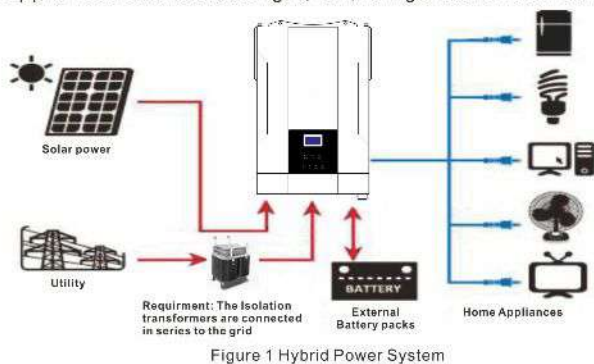 Solar power
Utility
Requirment: The Isolation
transformers are connected
in series to the grid
BATTERY
External
Battery packs
Home Appliances
Figure 1 Hybrid Power System